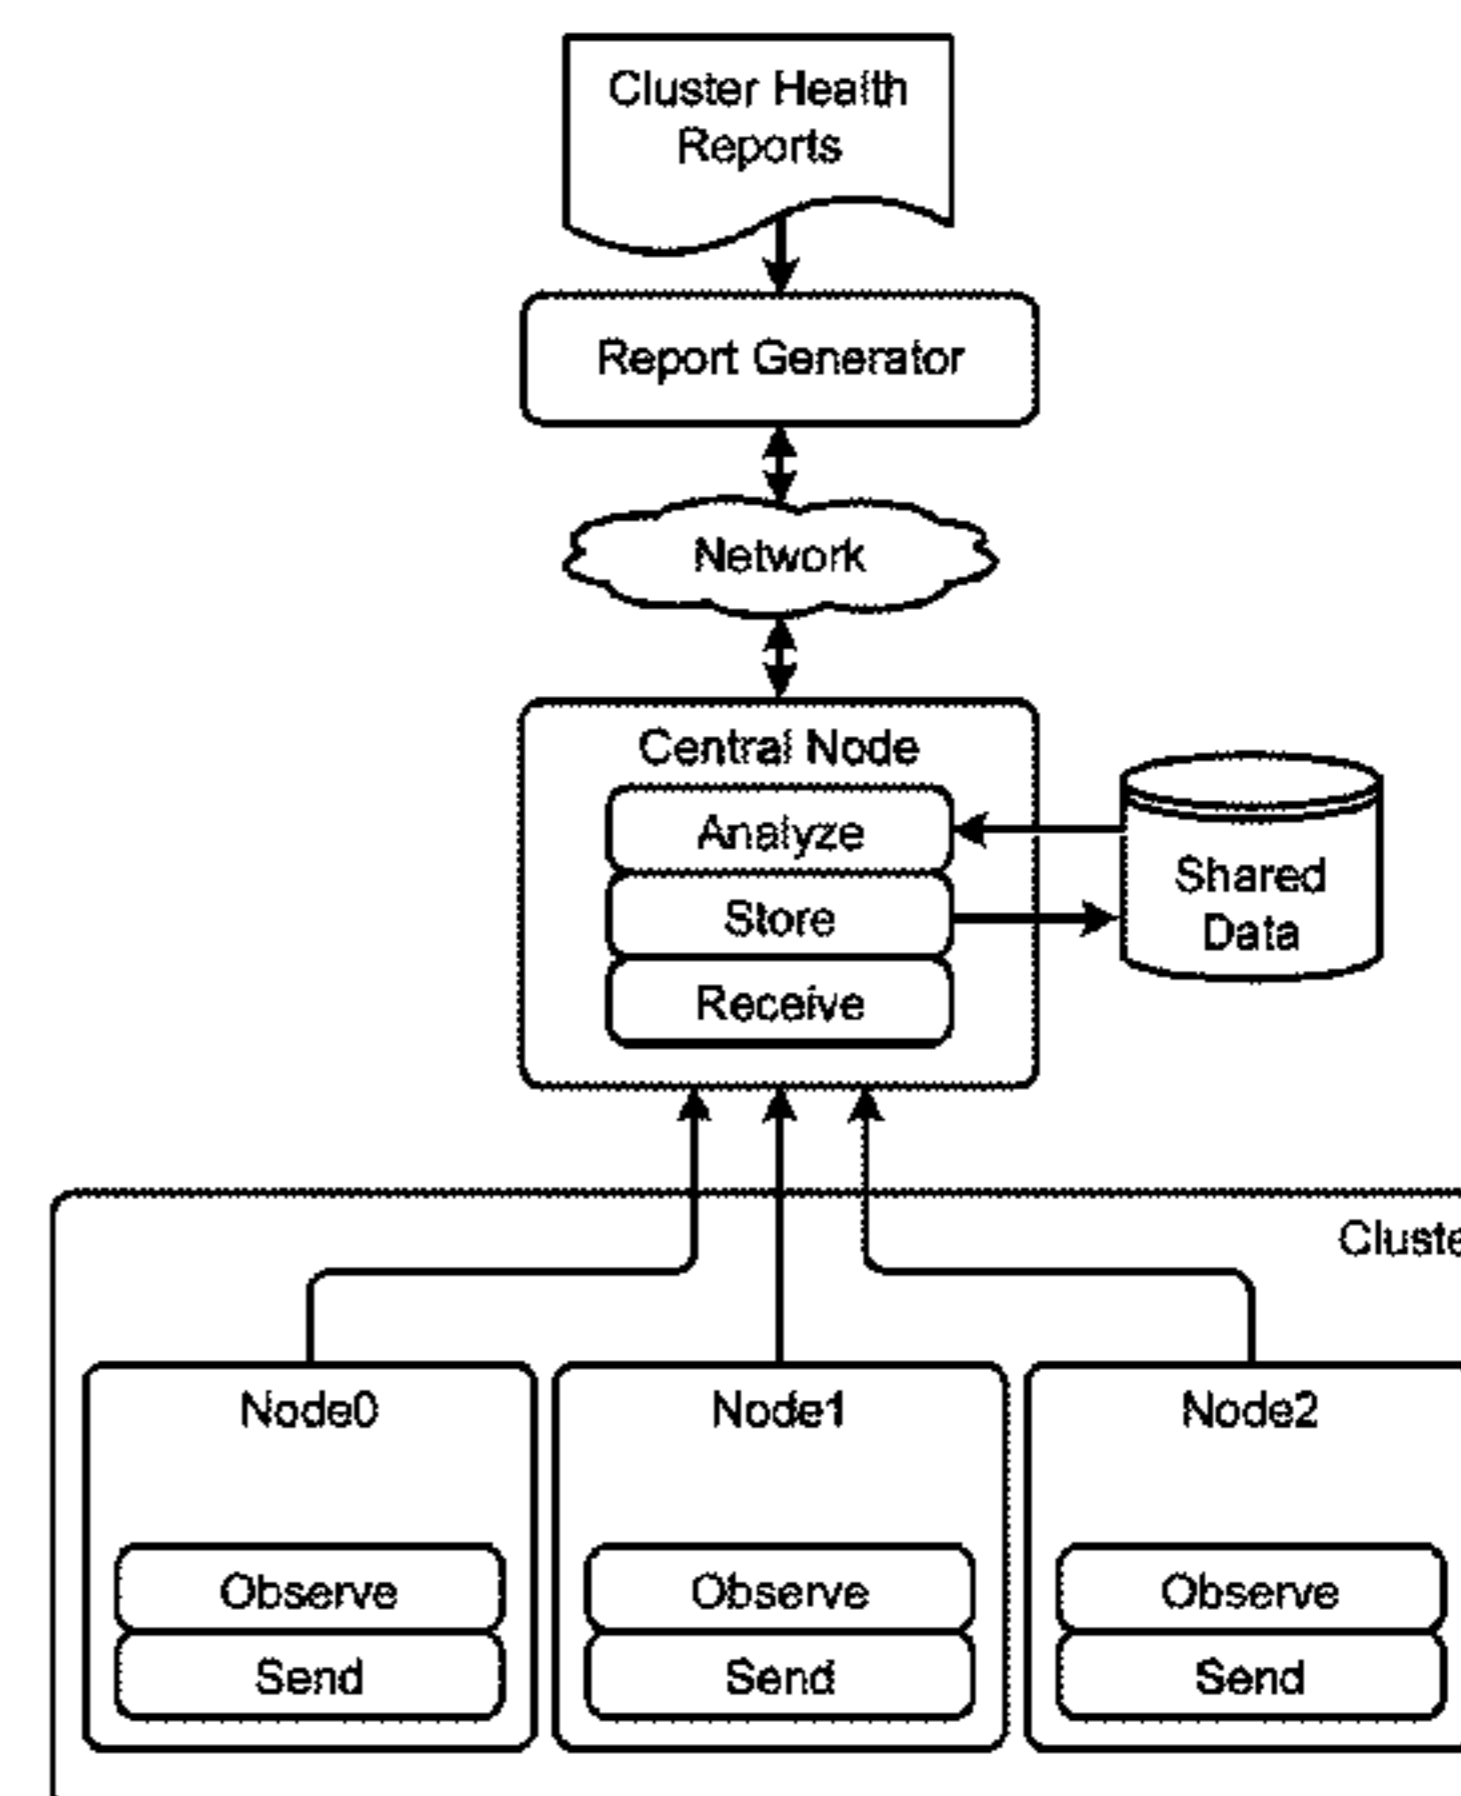 Cluster Health
Reports
Report Generator
Network
Central Node
Analyze
Store
Receive
Shared
Data
Node0
Observe
Send
Node1
Observe
Send
Node2
Observe
Send